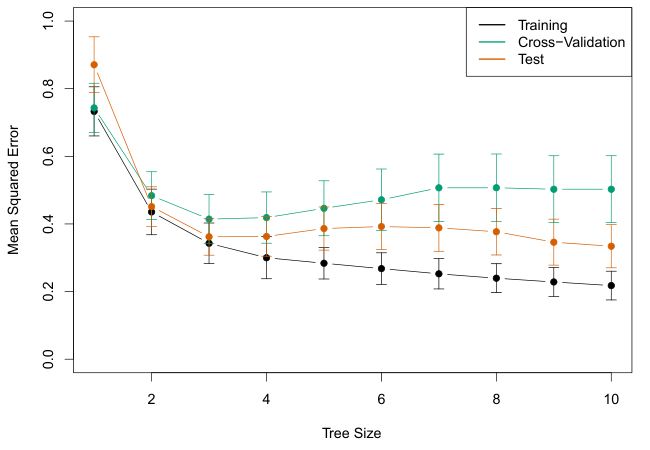 Training
Cross−Validation
Test
Mean Squared Error
1.0
0.8
0.6
0.4
0.2
0.0
2 4 6 8 10
Tree Size